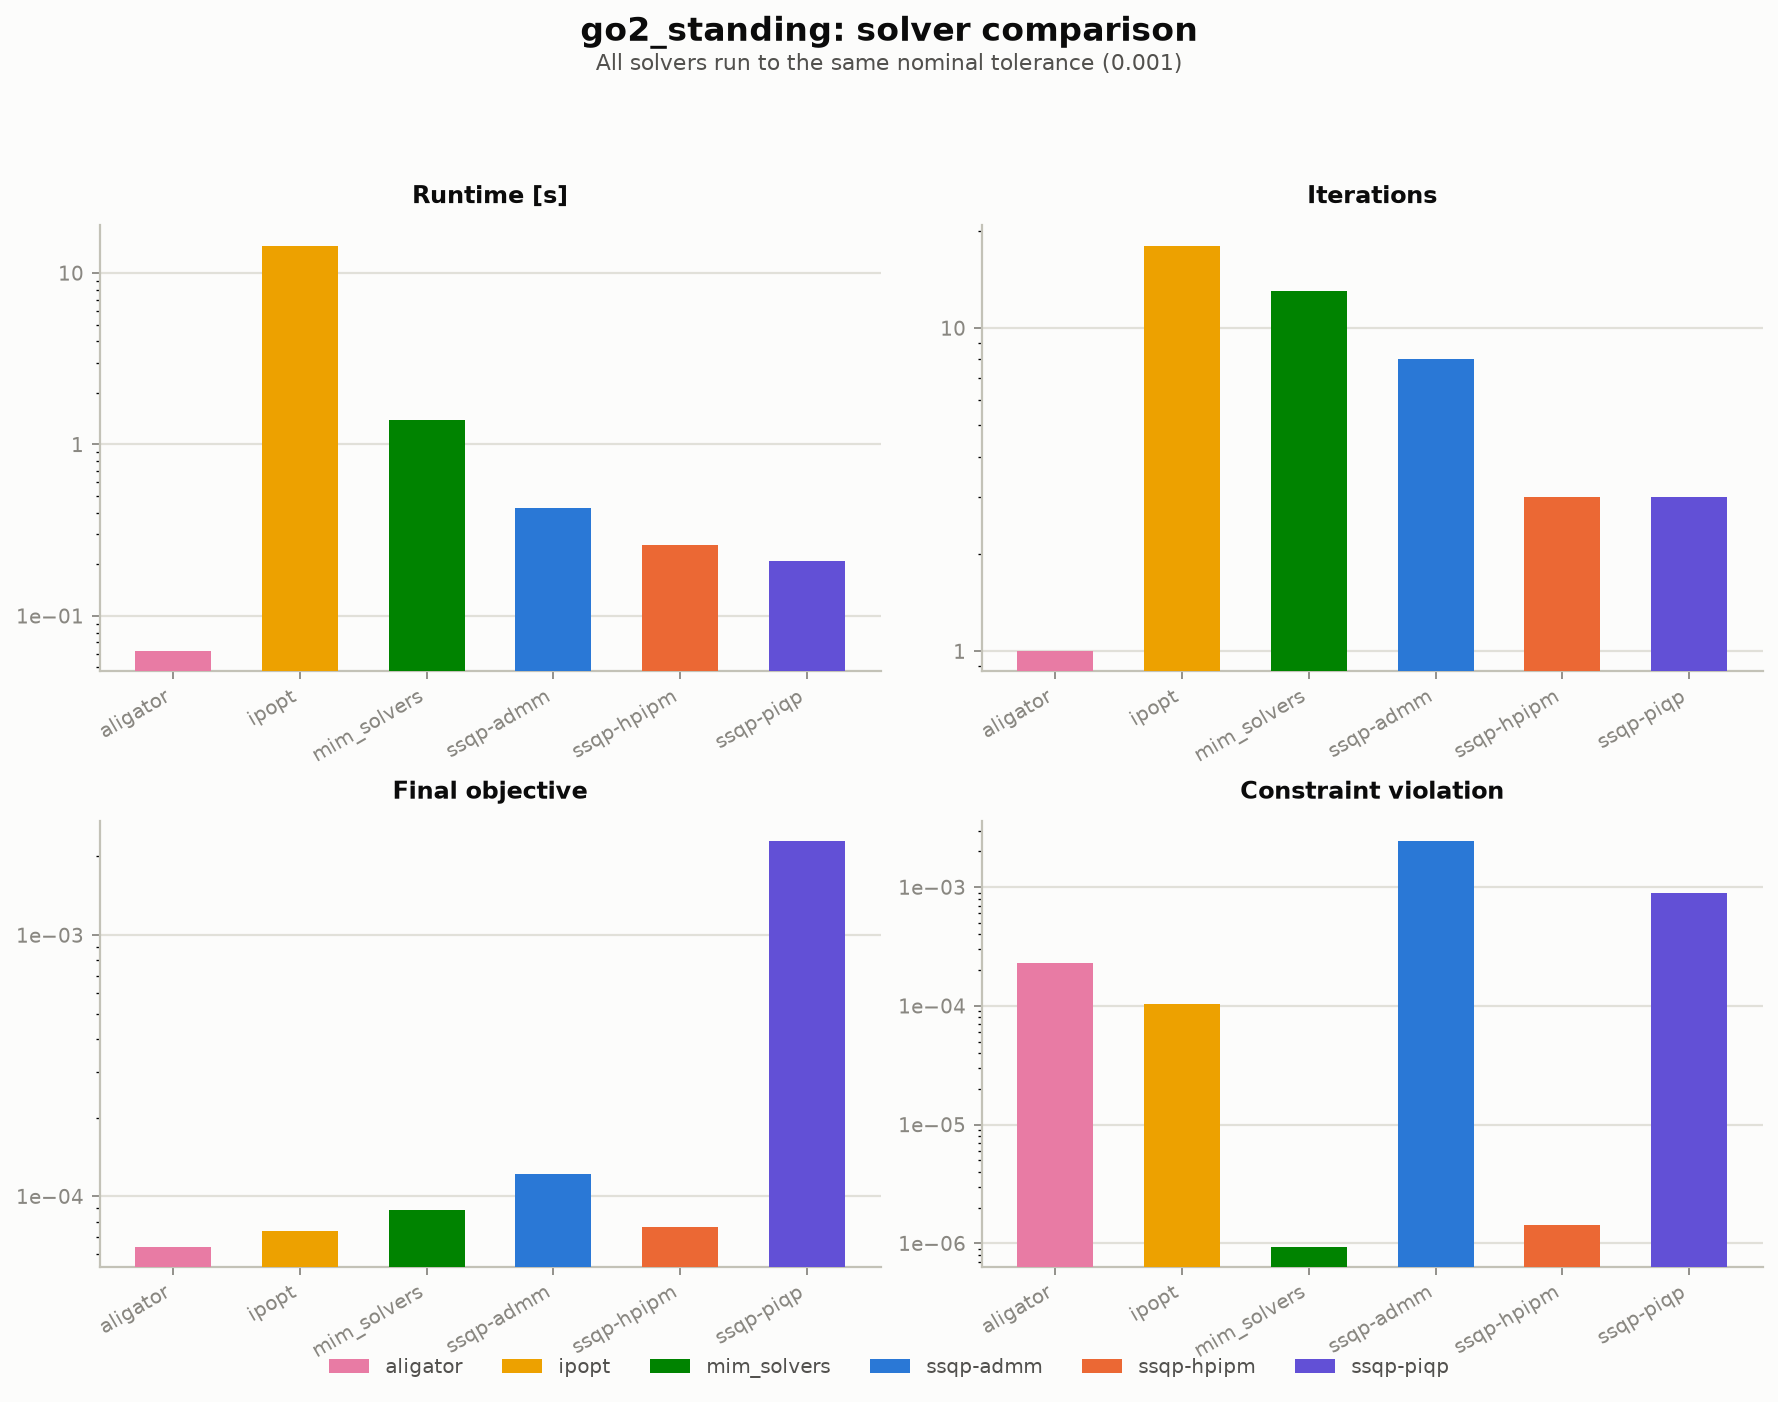 go2_standing: solver comparison
All solvers run to the same nominal tolerance (0.001)
Runtime [s]
10
1
1e−01
aligator
ipopt
mim_solvers
ssqp-admm
ssqp-hpipm
ssqp-piqp
Iterations
10
1
aligator
ipopt
mim_solvers
ssqp-admm
ssqp-hpipm
ssqp-piqp
Final objective
1e−03
1e−04
aligator
ipopt
mim_solvers
ssqp-admm
ssqp-hpipm
ssqp-piqp
Constraint violation
1e−03
1e−04
1e−05
1e−06
aligator
ipopt
mim_solvers
ssqp-admm
ssqp-hpipm
ssqp-piqp
aligator ipopt mim_solvers ssqp-admm ssqp-hpipm ssqp-piqp